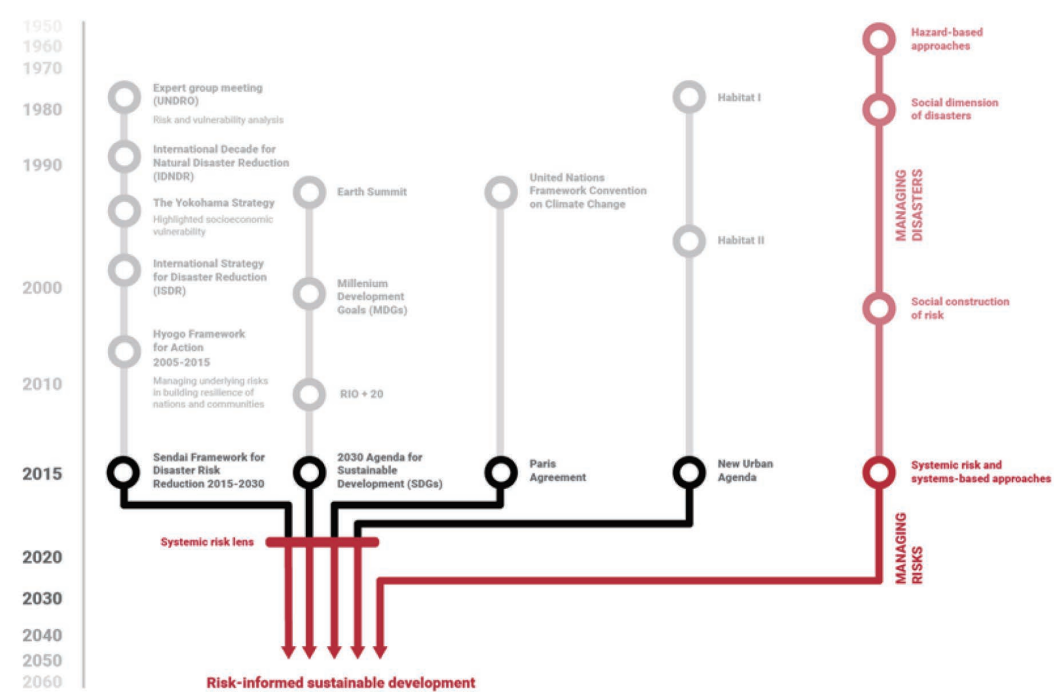 1950
1960
1970
1980
1990
2000
2010
2015
2020
2030
2040
2050
2060
Expert group meeting
(UNDRO)
Risk and vulnerability analysis
International Decade for
Natural Disaster Reduction
(IDNDR)
The Yokohama Strategy
Highlighted socioeconomic
vulnerability
International Strategy
for Disaster Reduction
(ISDR)
Hyogo Framework
for Action
2005-2015
Managing underlying risks
in building resilience of
nations and communities
Sendai Framework for
Disaster Risk
Reduction 2015-2030
Earth Summit
Millenium
Development
Goals (MDGs)
RIO + 20
2030 Agenda for
Sustainable
Development (SDGs)
United Nations
Framework Convention
on Climate Change
Paris
Agreement
Habitat I
Habitat II
New Urban
Agenda
Hazard-based
approaches
Social dimension
of disasters
MANAGING
DISASTERS
Social construction
of risk
Systemic risk and
systems-based approaches
MANAGING
RISKS
Systemic risk lens
Risk-informed sustainable development